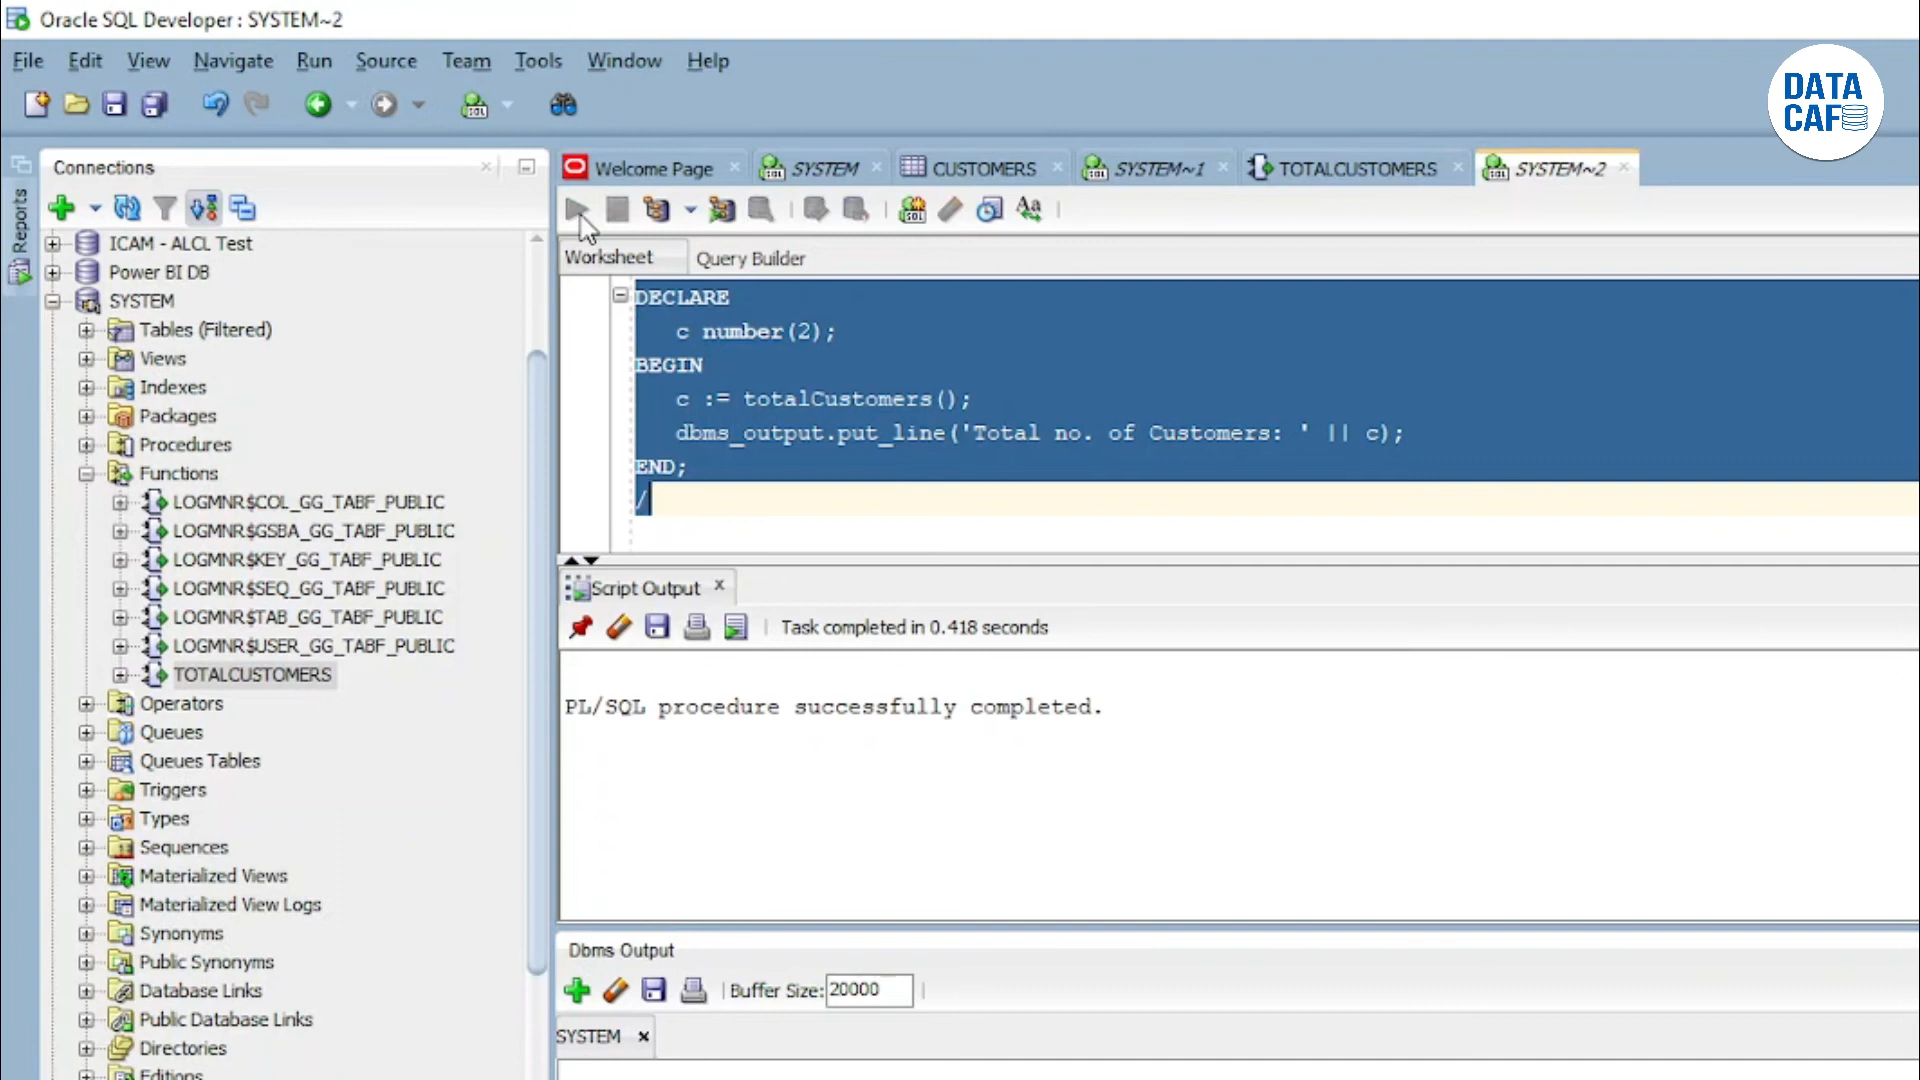 Oracle SQL Developer : SYSTEM~2
File Edit View Navigate Run Source Team Tools Window Help
DATA
CAF
Reports
Connections
ICAM - ALCL Test
Power BI DB
SYSTEM
Tables (Filtered)
Views
Indexes
Packages
Procedures
Functions
LOGMNR$COL_GG_TABF_PUBLIC
LOGMNR$GSBA_GG_TABF_PUBLIC
LOGMNR$KEY_GG_TABF_PUBLIC
LOGMNR$SEQ_GG_TABF_PUBLIC
LOGMNR$TAB_GG_TABF_PUBLIC
LOGMNR$USER_GG_TABF_PUBLIC
TOTALCUSTOMERS
Operators
Queues
Queues Tables
Triggers
Types
Sequences
Materialized Views
Materialized View Logs
Synonyms
Public Synonyms
Database Links
Public Database Links
Directories
Editions
Welcome Page SYSTEM CUSTOMERS SYSTEM~1 TOTALCUSTOMERS SYSTEM~2
Worksheet Query Builder
DECLARE
c number(2);
BEGIN
c := totalCustomers();
dbms_output.put_line('Total no. of Customers: ' || c);
END;
/
Script Output
Task completed in 0.418 seconds
PL/SQL procedure successfully completed.
Dbms Output
Buffer Size: 20000
SYSTEM